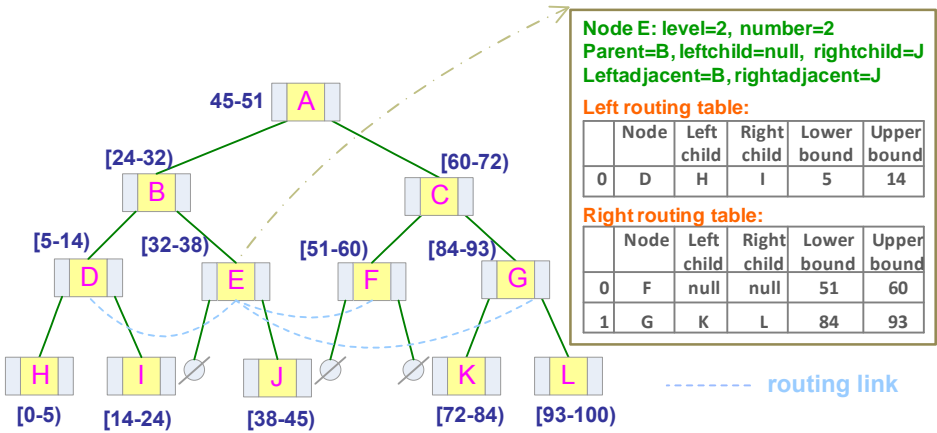 Node E: level=2, number=2
Parent=B, leftchild=null, rightchild=J
Leftadjacent=B, rightadjacent=J
Left routing table:
Node Left child Right child Lower bound Upper bound
0 D H I 5 14
Right routing table:
Node Left child Right child Lower bound Upper bound
0 F null null 51 60
1 G K L 84 93
45-51 A
[24-32)
B
[60-72)
C
[5-14)
D
[32-38)
E
[51-60)
F
[84-93)
G
H
I
J
K
L
[0-5)
[14-24)
[38-45)
[72-84)
[93-100)
routing link